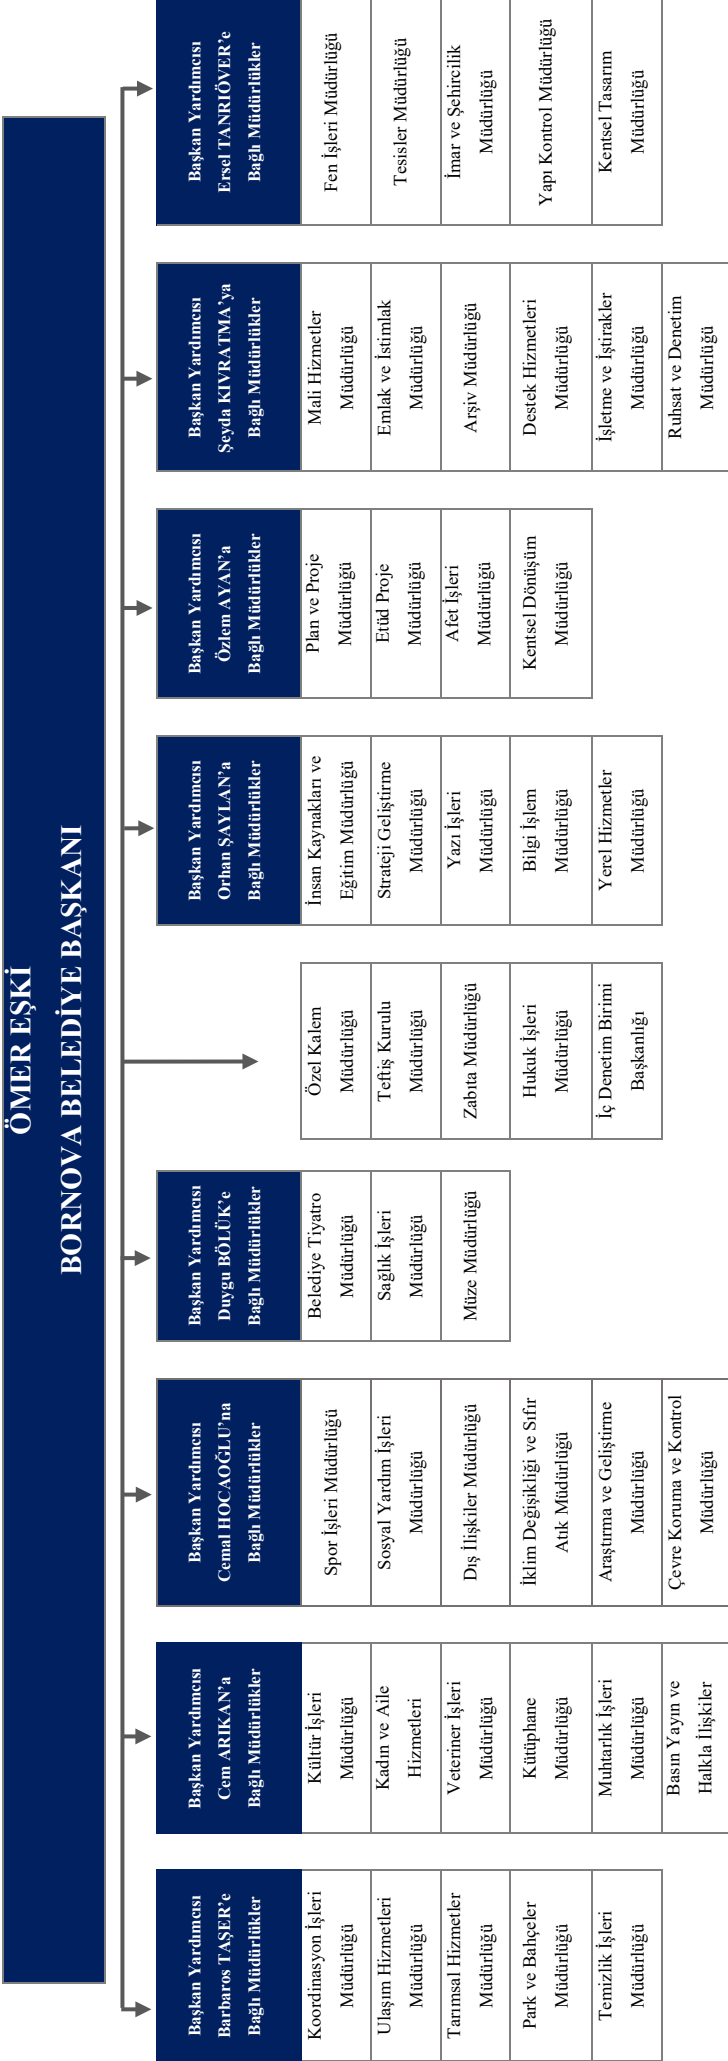 ÖMER EŞKİ
BORNOVA BELEDİYE BAŞKANI
Başkan Yardımcısı
Barbaros TAŞER’e
Bağlı Müdürlükler
Koordinasyon İşleri
Müdürlüğü
Ulaşım Hizmetleri
Müdürlüğü
Tarımsal Hizmetler
Müdürlüğü
Park ve Bahçeler
Müdürlüğü
Temizlik İşleri
Müdürlüğü
Başkan Yardımcısı
Cem ARIKAN’a
Bağlı Müdürlükler
Kültür İşleri
Müdürlüğü
Kadın ve Aile
Hizmetleri
Veteriner İşleri
Müdürlüğü
Kütüphane
Müdürlüğü
Muhtarlık İşleri
Müdürlüğü
Basın Yayın ve
Halkla İlişkiler
Başkan Yardımcısı
Cemal HOCAOĞLU’na
Bağlı Müdürlükler
Spor İşleri Müdürlüğü
Sosyal Yardım İşleri
Müdürlüğü
Dış İlişkiler Müdürlüğü
İklim Değişikliği ve Sıfır
Atık Müdürlüğü
Araştırma ve Geliştirme
Müdürlüğü
Çevre Koruma ve Kontrol
Müdürlüğü
Başkan Yardımcısı
Duygu BÖLÜK’e
Bağlı Müdürlükler
Belediye Tiyatro
Müdürlüğü
Sağlık İşleri
Müdürlüğü
Müze Müdürlüğü
Özel Kalem
Müdürlüğü
Teftiş Kurulu
Müdürlüğü
Zabıta Müdürlüğü
Hukuk İşleri
Müdürlüğü
İç Denetim Birimi
Başkanlığı
Başkan Yardımcısı
Orhan SAYLAN’a
Bağlı Müdürlükler
İnsan Kaynakları ve
Eğitim Müdürlüğü
Strateji Geliştirme
Müdürlüğü
Yazı İşleri
Müdürlüğü
Bilgi İşlem
Müdürlüğü
Yerel Hizmetler
Müdürlüğü
Başkan Yardımcısı
Özlem AYAN’a
Bağlı Müdürlükler
Plan ve Proje
Müdürlüğü
Etüd Proje
Müdürlüğü
Afet İşleri
Müdürlüğü
Kentsel Dönüşüm
Müdürlüğü
Başkan Yardımcısı
Şeyda KIVRATMA’ya
Bağlı Müdürlükler
Mali Hizmetler
Müdürlüğü
Emlak ve İstimlak
Müdürlüğü
Arşiv Müdürlüğü
Destek Hizmetleri
Müdürlüğü
İşletme ve İştirakler
Müdürlüğü
Ruhsat ve Denetim
Müdürlüğü
Başkan Yardımcısı
Ersel TANRIÖVER’e
Bağlı Müdürlükler
Fen İşleri Müdürlüğü
Tesisler Müdürlüğü
İmar ve Şehircilik
Müdürlüğü
Yapı Kontrol Müdürlüğü
Kentsel Tasarım
Müdürlüğü